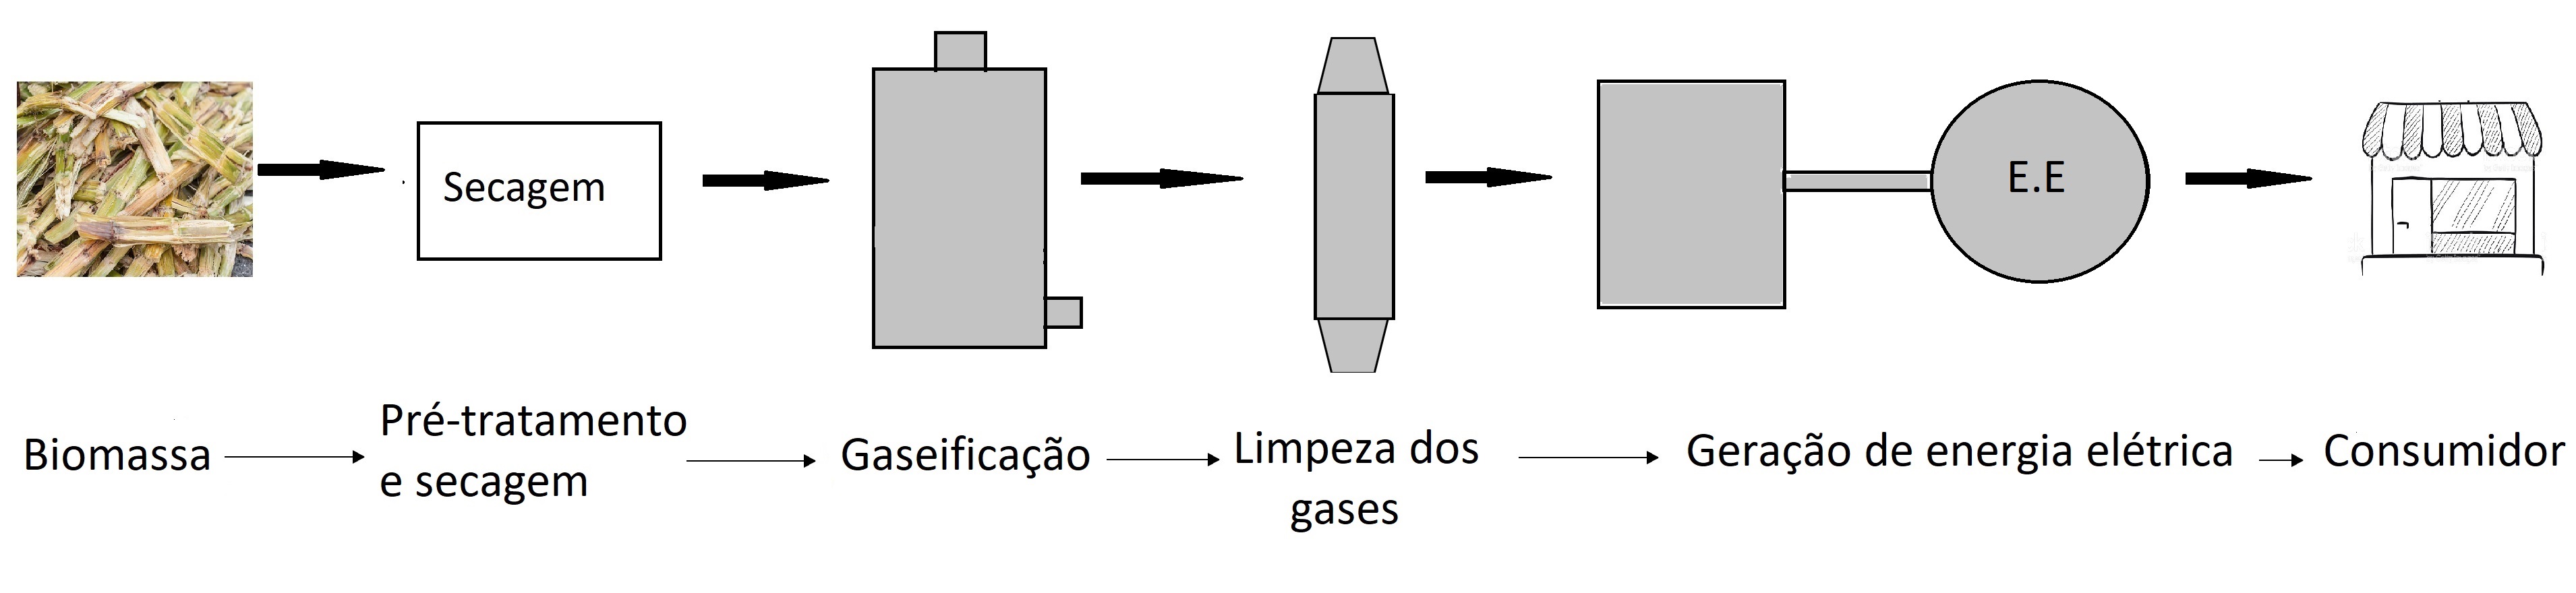 Secagem
E.E
Biomassa
Pré-tratamento
e secagem
Gaseificação
Limpeza dos
gases
Geração de energia elétrica
Consumidor